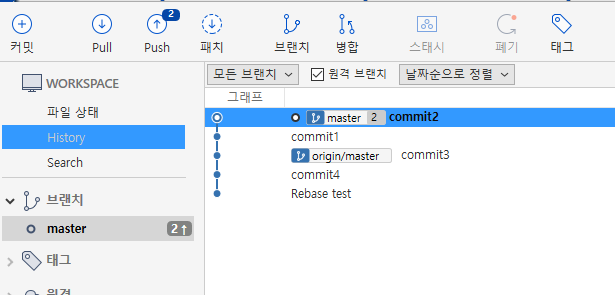 2
커밋 Pull Push 패치 브랜치 병합 스태시 폐기 태그
WORKSPACE
파일 상태
History
Search
브랜치
master 2↑
태그
모든 브랜치 원격 브랜치 날짜순으로 정렬
그래프
master 2 commit2
commit1
origin/master commit3
commit4
Rebase test